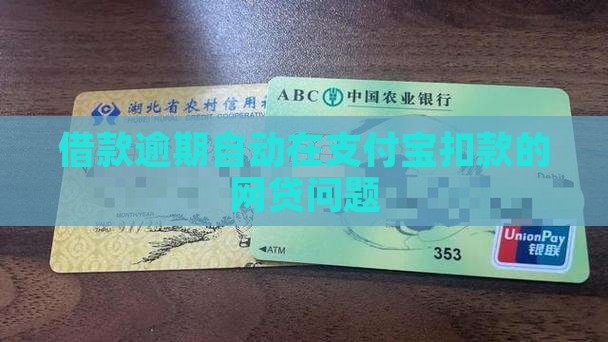 湖北省农村信用
ABC 中国农业银行
借款逾期自动在支付宝扣款的
网贷问题
Debit
ATM
353
UnionPay
银联